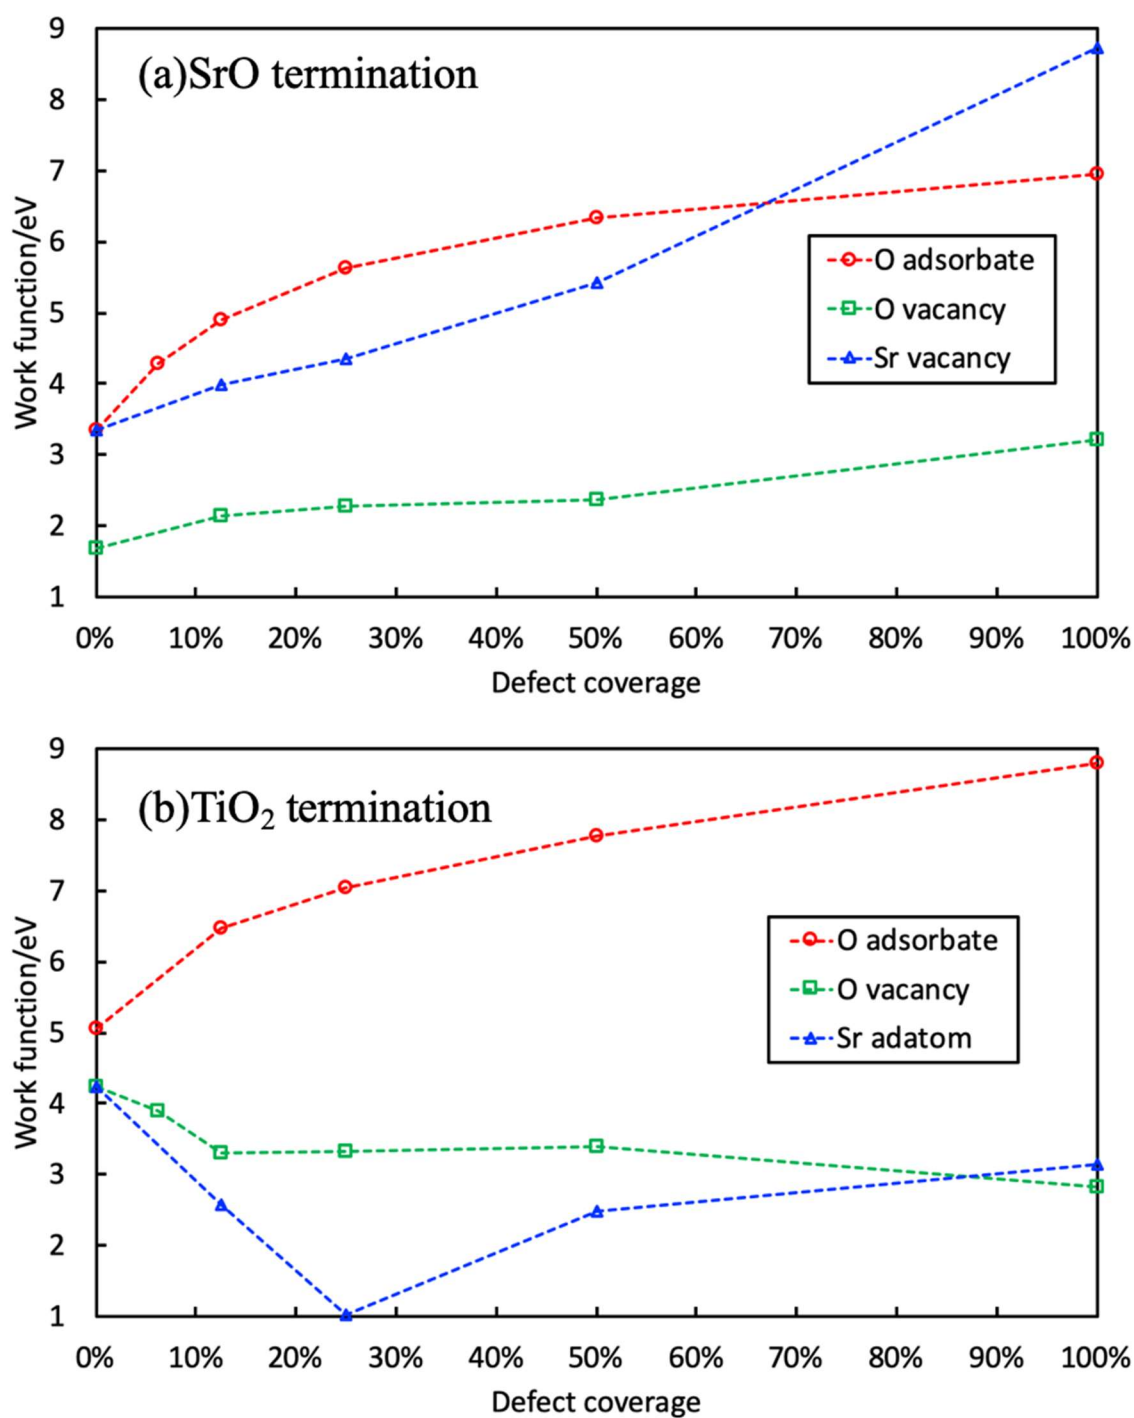 (a)SrO termination
Work function/eV
9
8
7
6
5
4
3
2
1
O adsorbate
O vacancy
Sr vacancy
0% 10% 20% 30% 40% 50% 60% 70% 80% 90% 100%
Defect coverage
(b)TiO₂ termination
Work function/eV
9
8
7
6
5
4
3
2
1
O adsorbate
O vacancy
Sr adatom
0% 10% 20% 30% 40% 50% 60% 70% 80% 90% 100%
Defect coverage